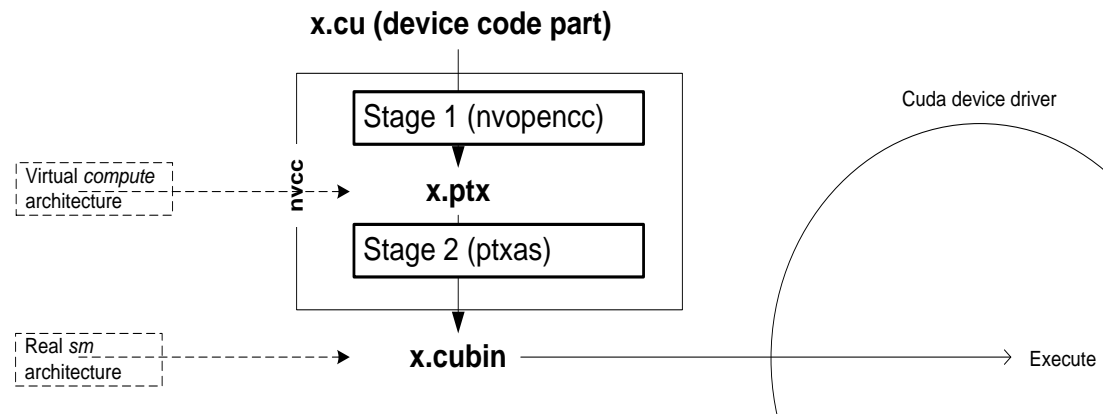 x.cu (device code part)
Stage 1 (nvopencc)
Cuda device driver
nvcc
Virtual compute
architecture
x.ptx
Stage 2 (ptxas)
Real sm
architecture
x.cubin
Execute